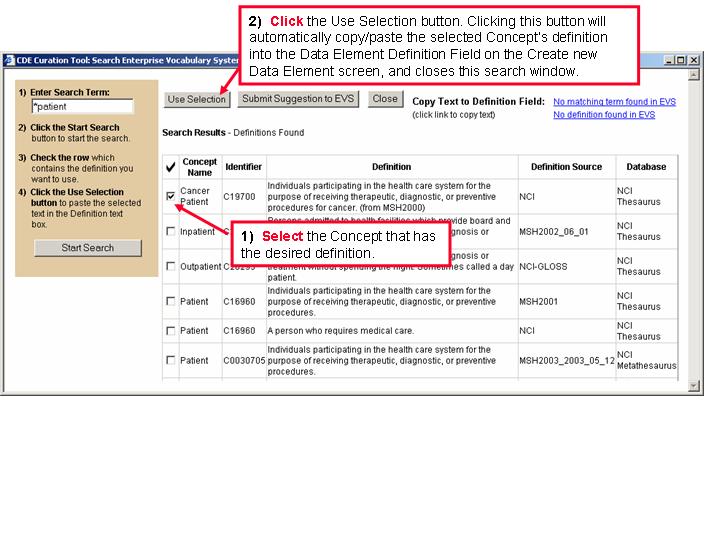 2) Click the Use Selection button. Clicking this button will
automatically copy/paste the selected Concept's definition
into the Data Element Definition Field on the Create new
Data Element screen, and closes this search window.
CDE Curation Tool: Search Enterprise Vocabulary System
1) Enter Search Term:
*patient
2) Click the Start Search
button to start the search.
3) Check the row which
contains the definition you
want to use.
4) Click the Use Selection
button to paste the selected
text in the Definition text
box.
Start Search
Use Selection Submit Suggestion to EVS Close
Copy Text to Definition Field: No matching term found in EVS
(click link to copy text) No definition found in EVS
Search Results - Definitions Found
Concept Name Identifier Definition Definition Source Database
Cancer Patient C19700 Individuals participating in the health care system for the
purpose of receiving therapeutic, diagnostic, or preventive
procedures for cancer. (from MSH2000) NCI NCI Thesaurus
Inpatient MSH2002_06_01 NCI Thesaurus
Persons admitted to health facilities which provide board and
gnosis or
1) Select the Concept that has
the desired definition.
Outpatient gnosis or
treatment without spending the night. Sometimes called a day
patient. NCI-GLOSS NCI Thesaurus
Patient C16960 Individuals participating in the health care system for the
purpose of receiving therapeutic, diagnostic, or preventive
procedures. MSH2001 NCI Thesaurus
Patient C16960 A person who requires medical care. NCI NCI Thesaurus
Patient C0030705 Individuals participating in the health care system for the
purpose of receiving therapeutic, diagnostic, or preventive
procedures. MSH2003_2003_05_12 NCI Metathesaurus